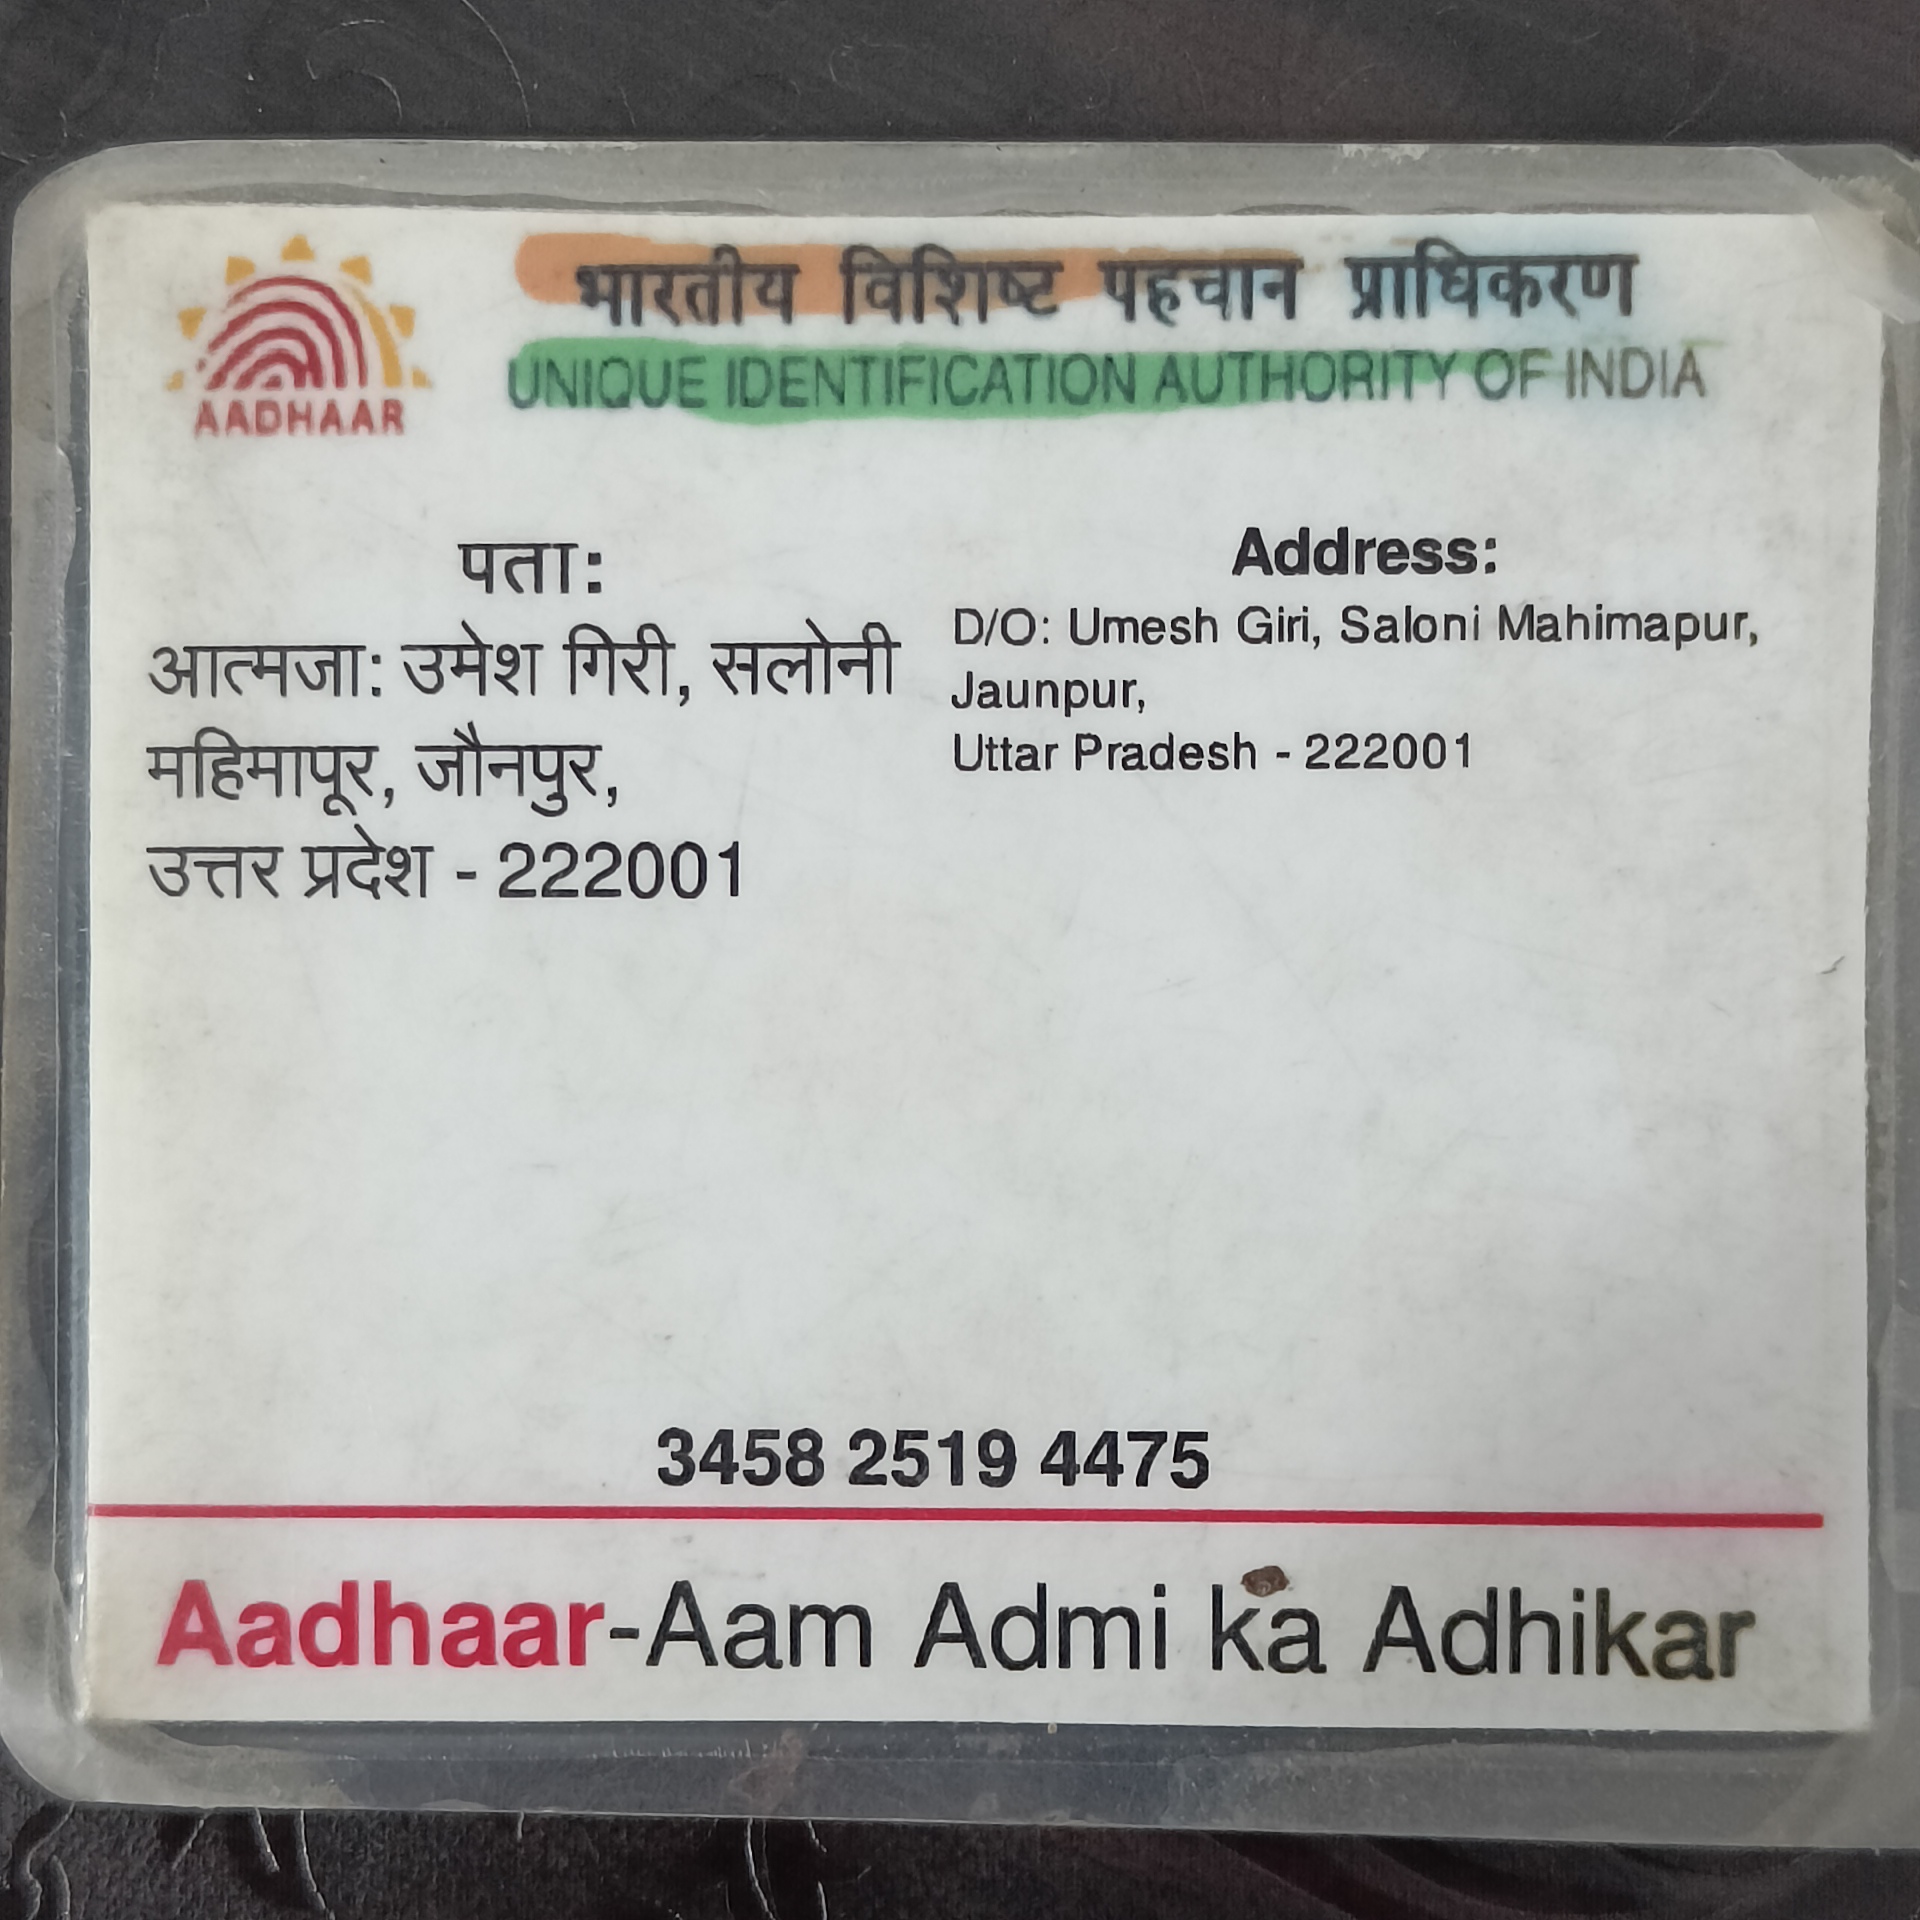 AADHAAR
भारतीय विशिष्ट पहचान प्राधिकरण
UNIQUE IDENTIFICATION AUTHORITY OF INDIA
पता:
आत्मजा: उमेश गिरी, सलोनी
महिमापूर, जौनपुर,
उत्तर प्रदेश - 222001
Address:
D/O: Umesh Giri, Saloni Mahimapur,
Jaunpur,
Uttar Pradesh - 222001
3458 2519 4475
Aadhaar-Aam Admi ka Adhikar